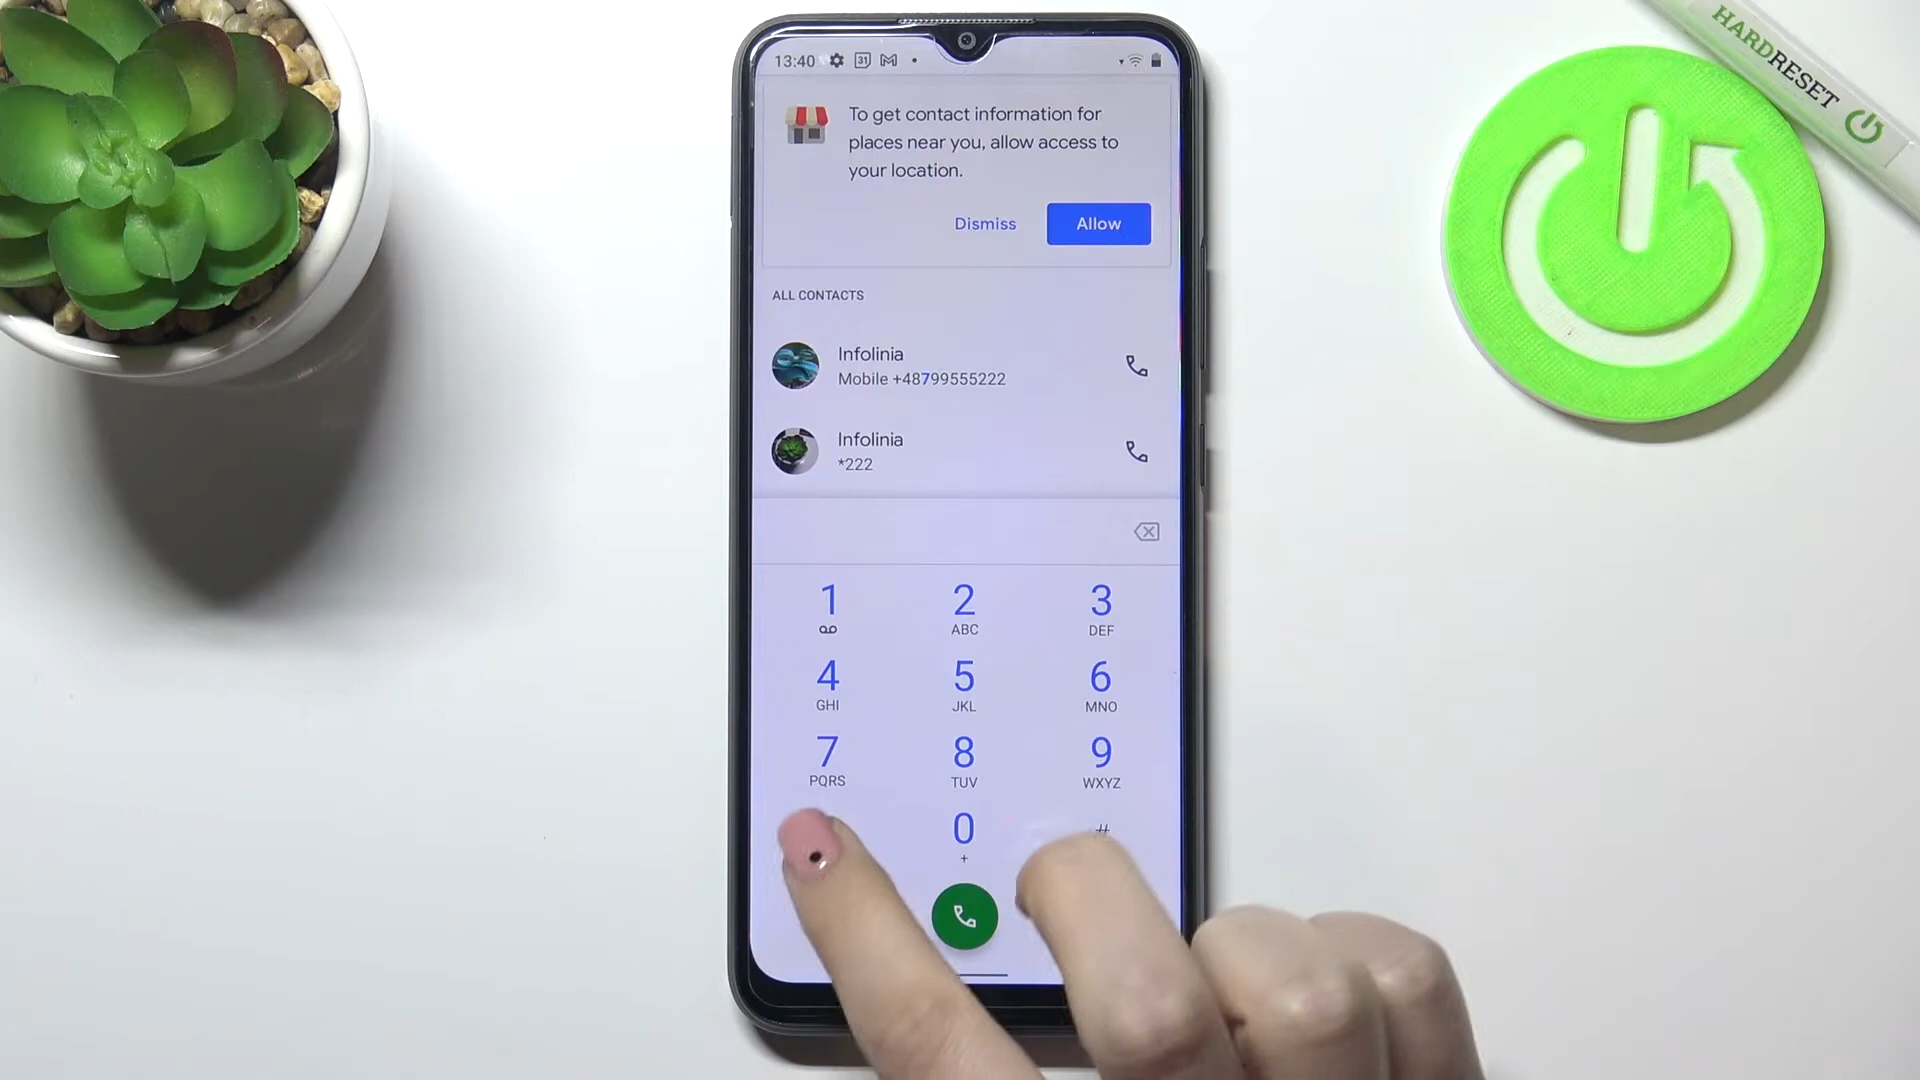 13:40
31
To get contact information for
places near you, allow access to
your location.
Dismiss
Allow
ALL CONTACTS
Infolinia
Mobile +48799555222
Infolinia
*222
1
2
ABC
3
DEF
4
GHI
5
JKL
6
MNO
7
PQRS
8
TUV
9
WXYZ
0
+
#
HARDRESET